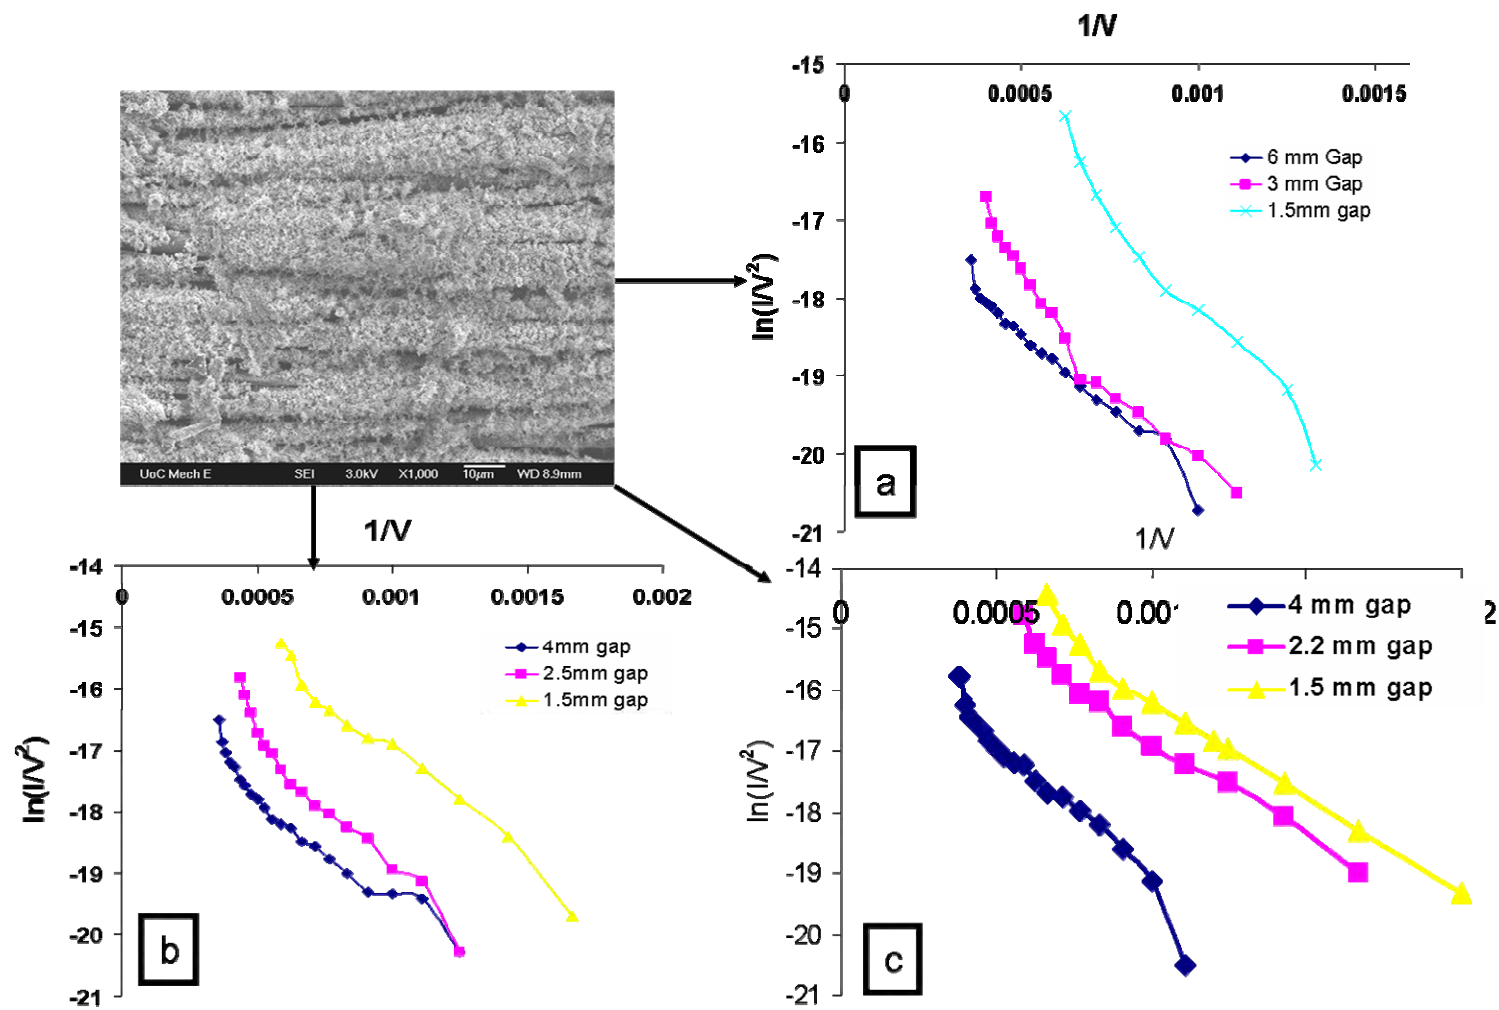 1/V
-15
0 0.0005 0.001 0.0015
-16
-17
-18
-19
-20
-21
ln(I/V²)
6 mm Gap
3 mm Gap
1.5mm gap
a
UoC Mech E SEI 3.0kV X1,000 10µm WD 8.9mm
1/V
-14
0 0.0005 0.001 0.0015 0.002
-15
-16
-17
-18
-19
-20
-21
ln(I/V²)
4mm gap
2.5mm gap
1.5mm gap
b
1/V
-14
0 0.0005 0.001 2
-15
-16
-17
-18
-19
-20
-21
ln(I/V²)
4 mm gap
2.2 mm gap
1.5 mm gap
c